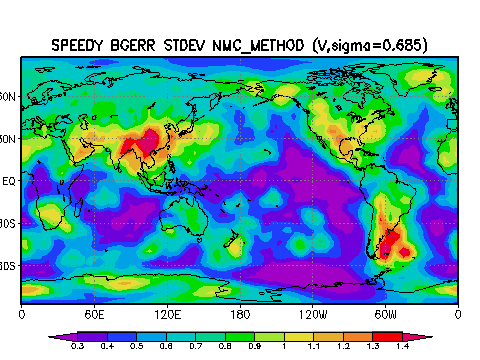 SPEEDY BGERR STDEV NMC_METHOD (V,sigma=0.685)
60N
30N
EQ
30S
60S
0 60E 120E 180 120W 60W 0
0.3 0.4 0.5 0.6 0.7 0.8 0.9 1 1.1 1.2 1.3 1.4